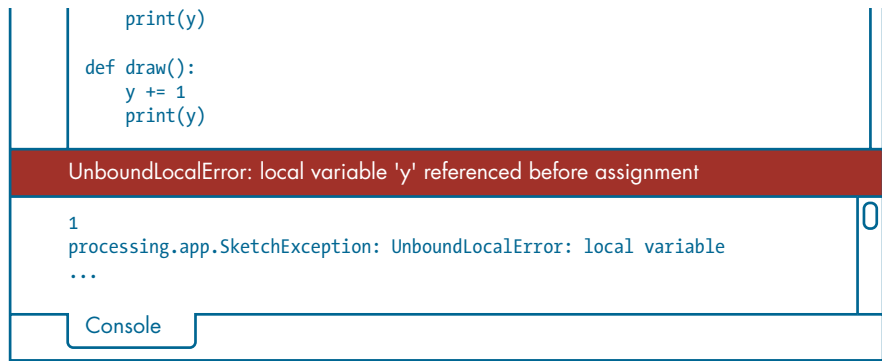 print(y)
def draw():
y += 1
print(y)
UnboundLocalError: local variable 'y' referenced before assignment
1
processing.app.SketchException: UnboundLocalError: local variable
...
Console